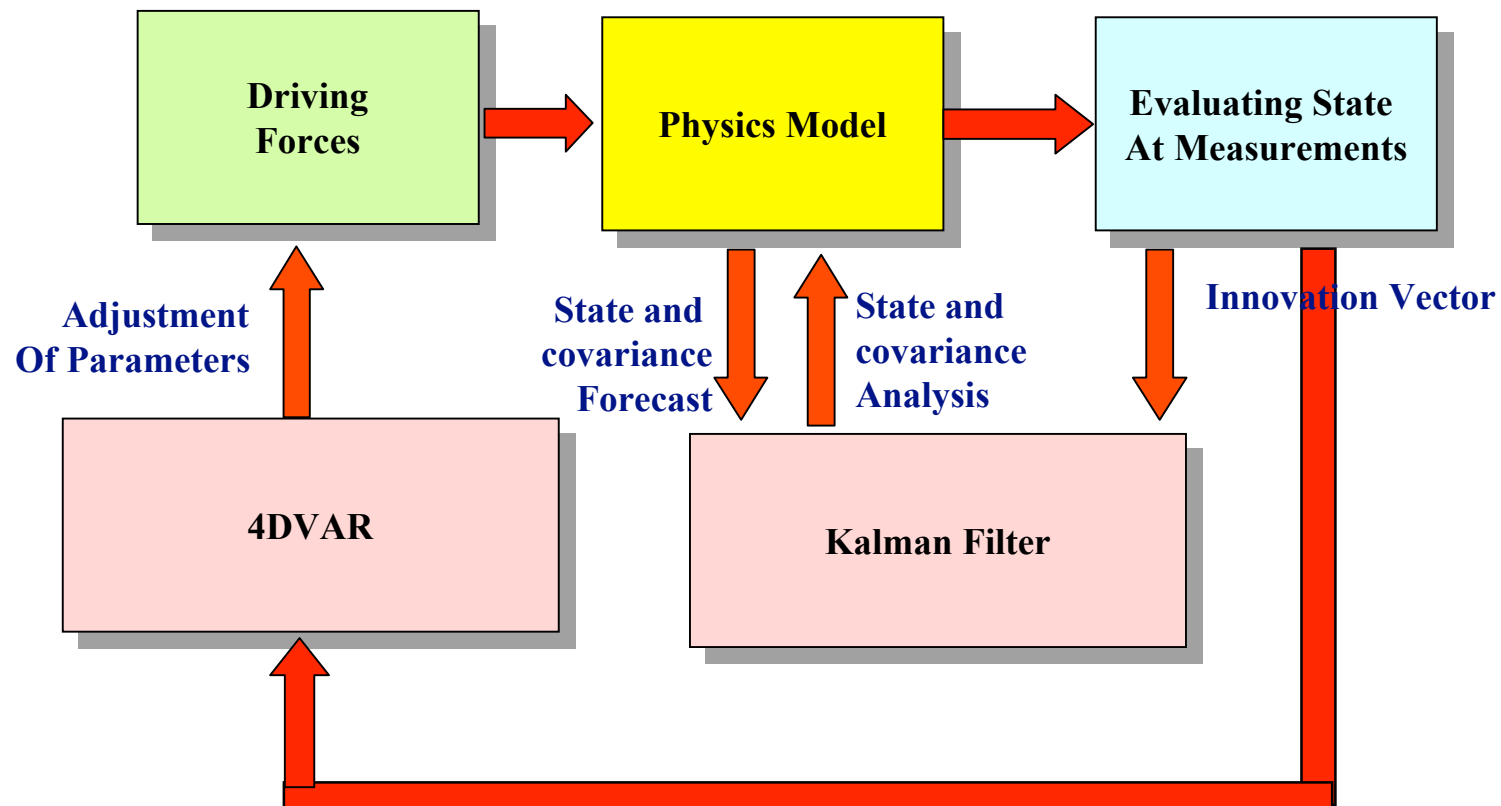 Driving
Forces
Physics Model
Evaluating State
At Measurements
Adjustment
Of Parameters
State and
covariance
Forecast
State and
covariance
Analysis
Innovation Vector
4DVAR
Kalman Filter